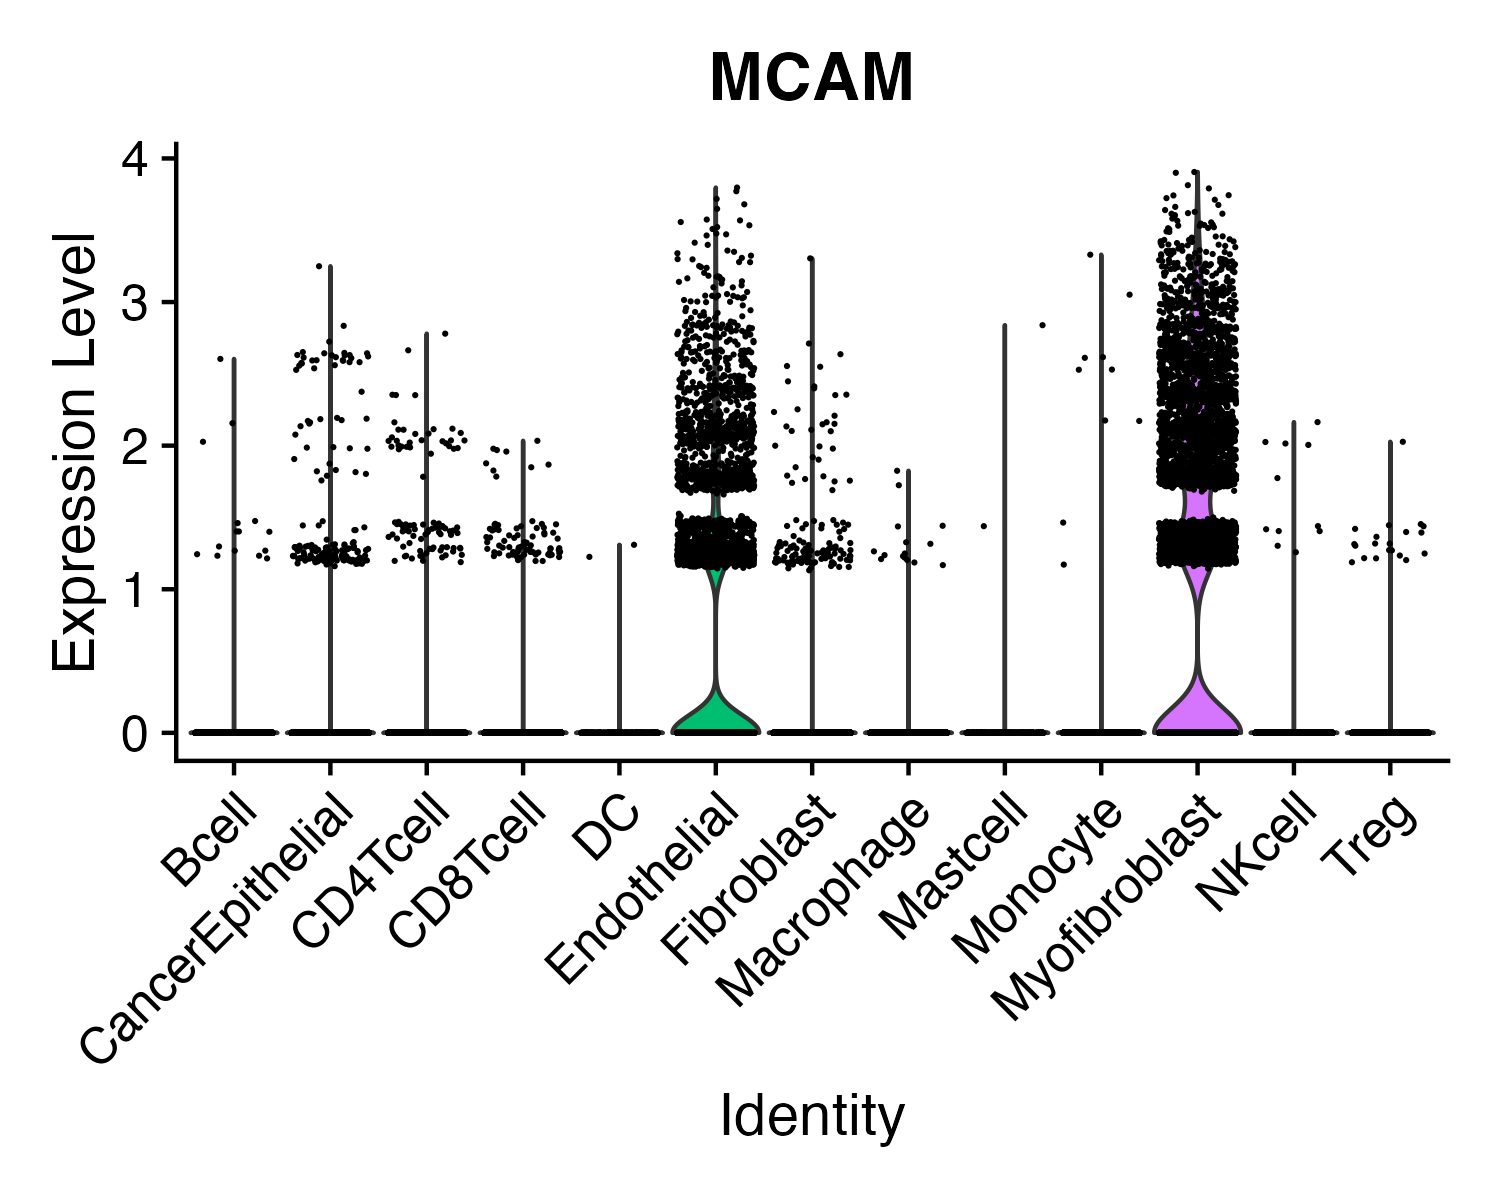 MCAM
Expression Level
4
3
2
1
0
Bcell
CancerEpithelial
CD4Tcell
CD8Tcell
DC
Endothelial
Fibroblast
Macrophage
Mastcell
Monocyte
Myofibroblast
NKcell
Treg
Identity